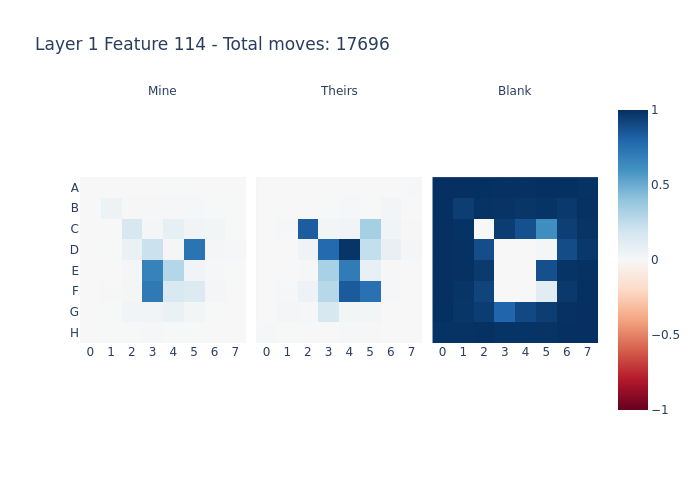 Layer 1 Feature 114 - Total moves: 17696
Mine
Theirs
Blank
A
B
C
D
E
F
G
H
0 1 2 3 4 5 6 7
0 1 2 3 4 5 6 7
0 1 2 3 4 5 6 7
1
0.5
0
−0.5
−1